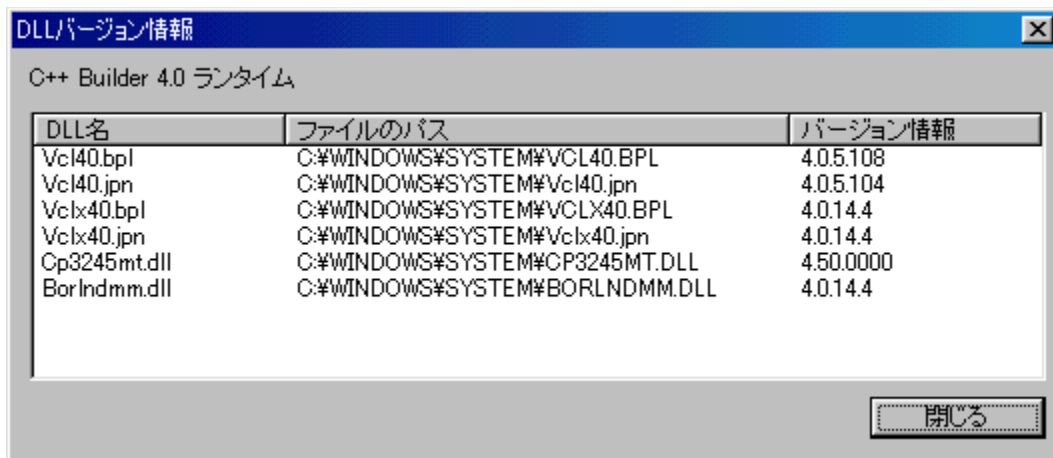 DLLバージョン情報
C++ Builder 4.0 ランタイム
DLL名 ファイルのパス バージョン情報
Vcl40.bpl C:¥WINDOWS¥SYSTEM¥VCL40.BPL 4.0.5.108
Vcl40.jpn C:¥WINDOWS¥SYSTEM¥Vcl40.jpn 4.0.5.104
Vclx40.bpl C:¥WINDOWS¥SYSTEM¥VCLX40.BPL 4.0.14.4
Vclx40.jpn C:¥WINDOWS¥SYSTEM¥Vclx40.jpn 4.0.14.4
Cp3245mt.dll C:¥WINDOWS¥SYSTEM¥CP3245MT.DLL 4.50.0000
Borlndmm.dll C:¥WINDOWS¥SYSTEM¥BORLNDMM.DLL 4.0.14.4
閉じる